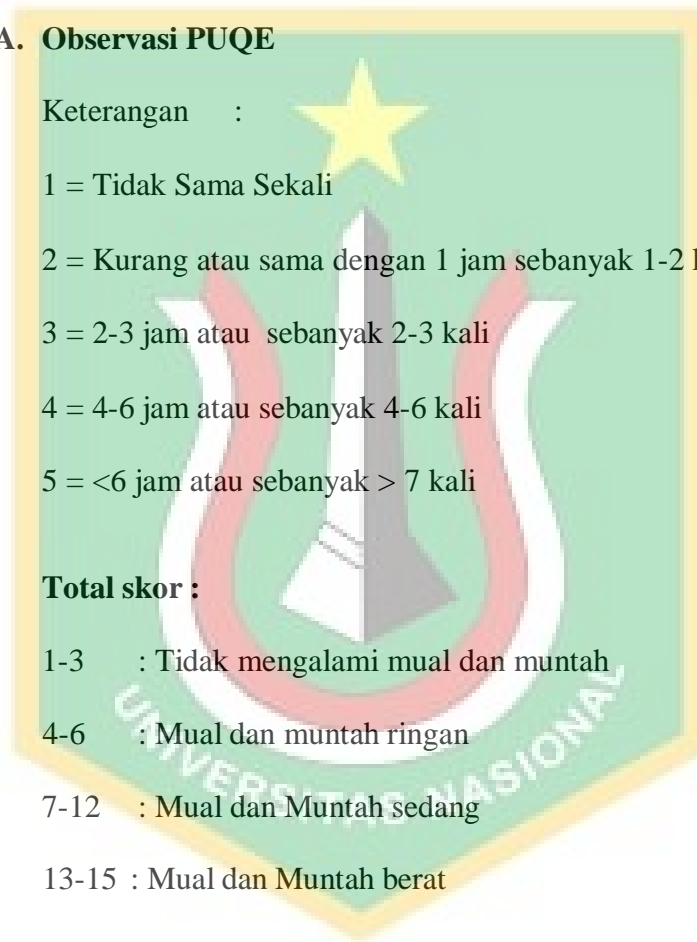 A. Observasi PUQE
Keterangan :
1 = Tidak Sama Sekali
2 = Kurang atau sama dengan 1 jam sebanyak 1-2
3 = 2-3 jam atau sebanyak 2-3 kali
4 = 4-6 jam atau sebanyak 4-6 kali
5 = <6 jam atau sebanyak > 7 kali
Total skor :
1-3 : Tidak mengalami mual dan muntah
4-6 : Mual dan muntah ringan
7-12 : Mual dan Muntah sedang
13-15 : Mual dan Muntah berat
UNIVERSITAS NASIONAL